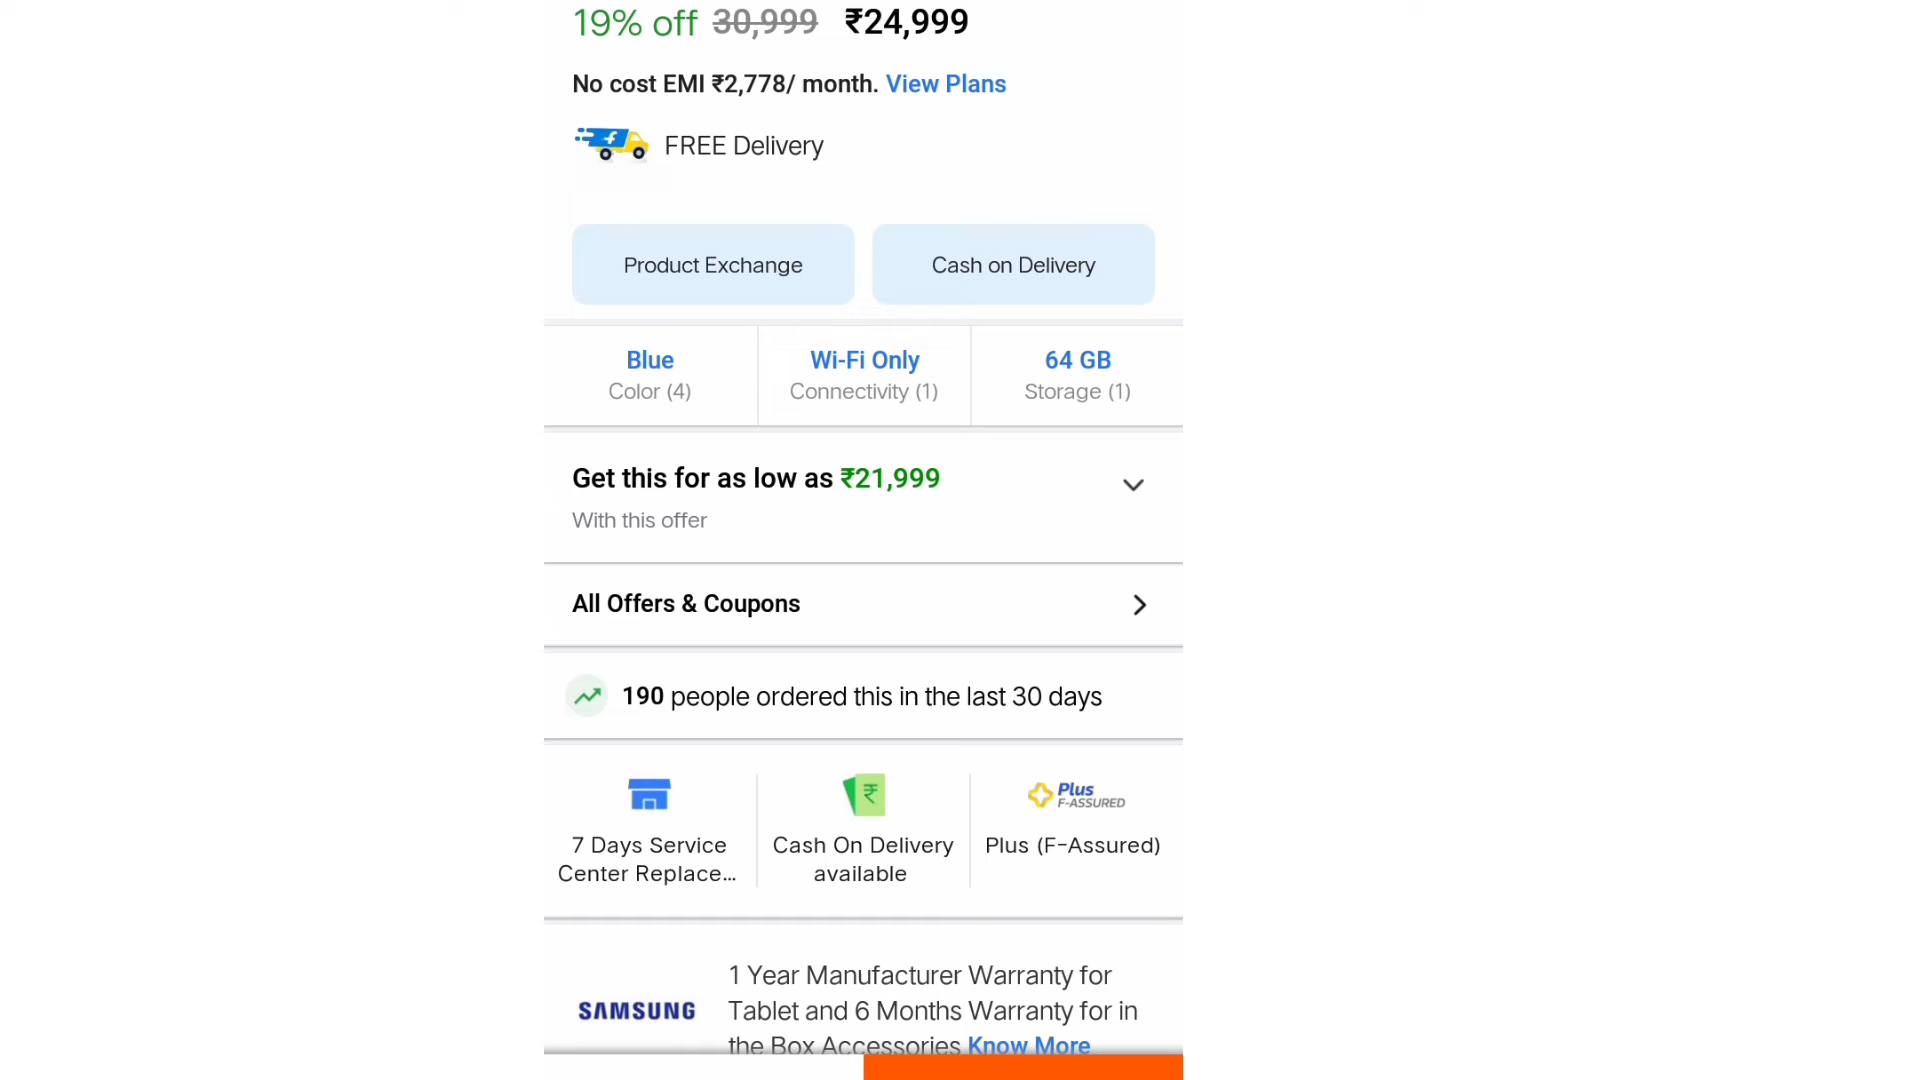 19% off 30,999 ₹24,999
No cost EMI ₹2,778/ month. View Plans
FREE Delivery
Product Exchange
Cash on Delivery
Blue
Color (4)
Wi-Fi Only
Connectivity (1)
64 GB
Storage (1)
Get this for as low as ₹21,999
With this offer
All Offers & Coupons
190 people ordered this in the last 30 days
7 Days Service
Center Replace...
₹
Cash On Delivery
available
Plus
F-ASSURED
Plus (F-Assured)
SAMSUNG
1 Year Manufacturer Warranty for
Tablet and 6 Months Warranty for in
the Box Accessories Know More